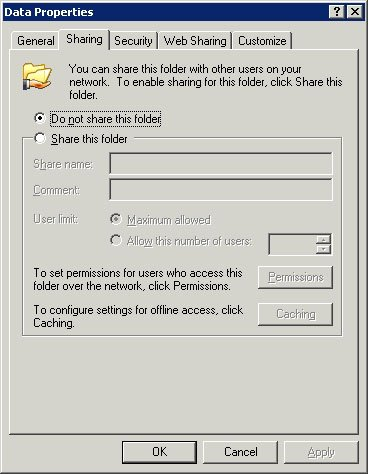 Data Properties
General Sharing Security Web Sharing Customize
You can share this folder with other users on your
network. To enable sharing for this folder, click Share this
folder.
Do not share this folder
Share this folder
Share name:
Comment:
User limit: Maximum allowed
Allow this number of users:
To set permissions for users who access this
folder over the network, click Permissions.
Permissions
To configure settings for offline access, click
Caching.
Caching
OK Cancel Apply